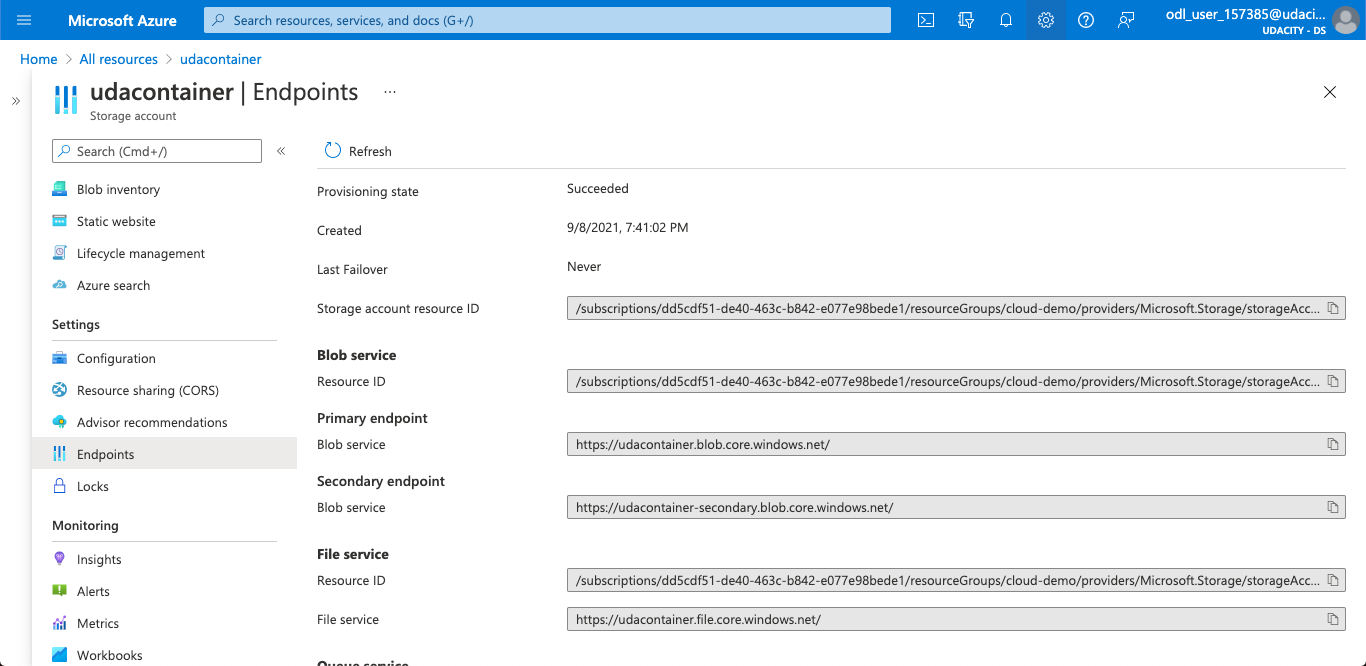 Microsoft Azure
Search resources, services, and docs (G+/)
odl_user_157385@udaci...
UDACITY - DS
Home > All resources > udacontainer
udacontainer | Endpoints ...
Storage account
Search (Cmd+/)
«
Refresh
Blob inventory
Static website
Lifecycle management
Azure search
Settings
Configuration
Resource sharing (CORS)
Advisor recommendations
Endpoints
Locks
Monitoring
Insights
Alerts
Metrics
Workbooks
Provisioning state Succeeded
Created 9/8/2021, 7:41:02 PM
Last Failover Never
Storage account resource ID /subscriptions/dd5cdf51-de40-463c-b842-e077e98bede1/resourceGroups/cloud-demo/providers/Microsoft.Storage/storageAcc...
Blob service
Resource ID /subscriptions/dd5cdf51-de40-463c-b842-e077e98bede1/resourceGroups/cloud-demo/providers/Microsoft.Storage/storageAcc...
Primary endpoint
Blob service https://udacontainer.blob.core.windows.net/
Secondary endpoint
Blob service https://udacontainer-secondary.blob.core.windows.net/
File service
Resource ID /subscriptions/dd5cdf51-de40-463c-b842-e077e98bede1/resourceGroups/cloud-demo/providers/Microsoft.Storage/storageAcc...
File service https://udacontainer.file.core.windows.net/
Queue service